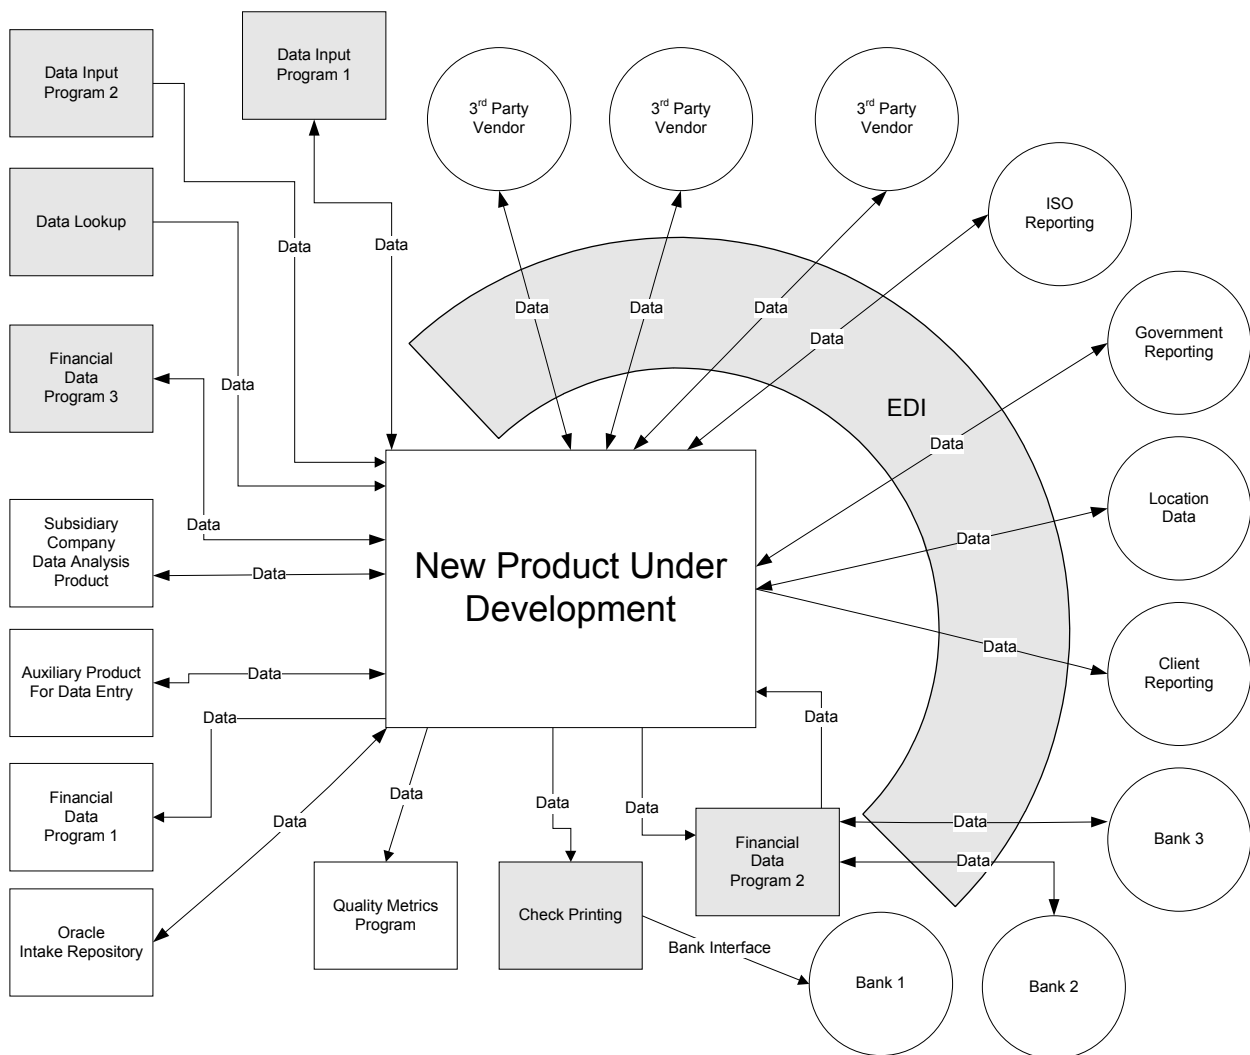 Data Input
Program 2
Data Input
Program 1
3rd Party
Vendor
3rd Party
Vendor
3rd Party
Vendor
ISO
Reporting
Data Lookup
Data
Data
Data
Data
Data
Data
Data
Government
Reporting
Financial
Data
Program 3
Data
EDI
Data
Location
Data
Subsidiary
Company
Data Analysis
Product
Data
Data
New Product Under
Development
Data
Data
Client
Reporting
Auxiliary Product
For Data Entry
Data
Data
Data
Financial
Data
Program 1
Data
Data
Data
Data
Financial
Data
Program 2
Data
Data
Bank 3
Oracle
Intake Repository
Quality Metrics
Program
Check Printing
Bank Interface
Bank 1
Bank 2